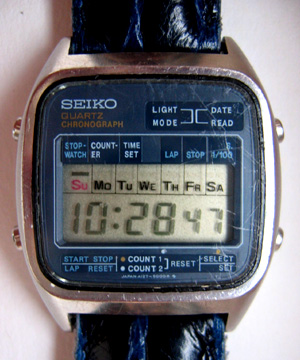 SEIKO
QUARTZ
CHRONOGRAPH
LIGHT DATE
MODE READ
STOP-WATCH COUNT-ER TIME SET LAP STOP S. 1/100
Su Mo Tu We Th Fr Sa
10:28 47
START STOP COUNT 1 RESET SELECT
LAP RESET COUNT 2 SET